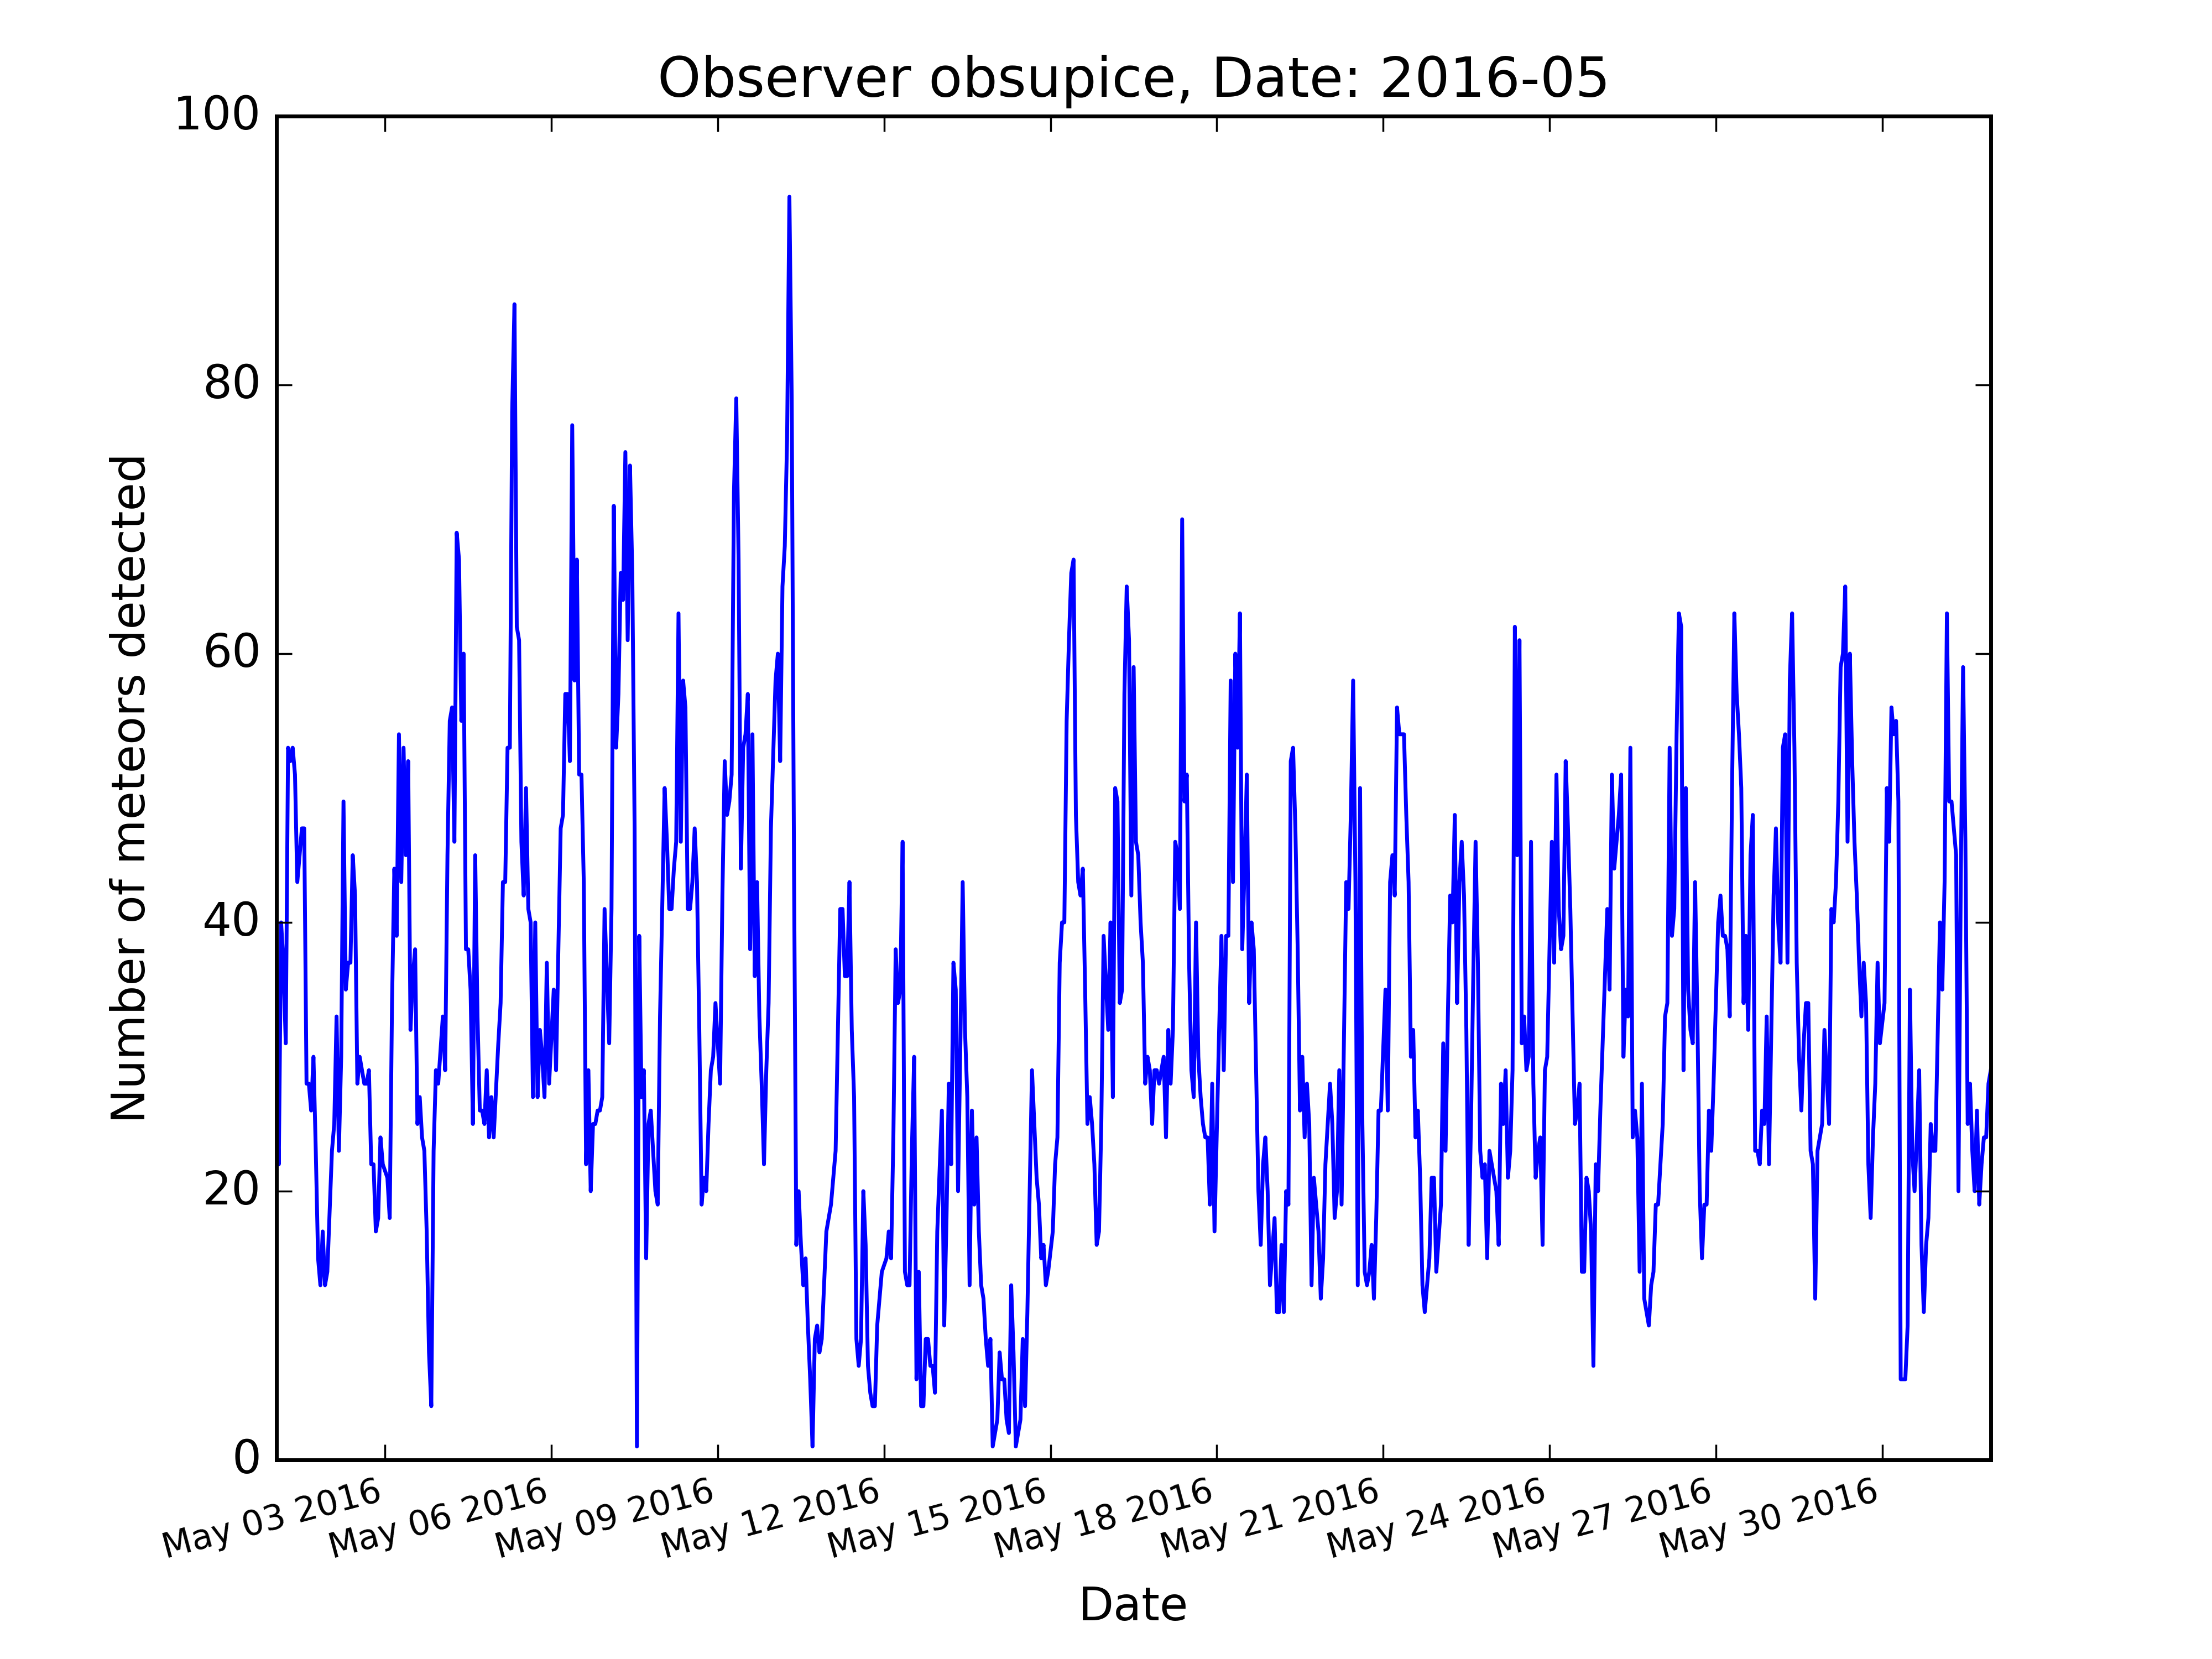 Observer obsupice, Date: 2016-05
100
80
60
40
20
0
Number of meteors detected
May 03 2016
May 06 2016
May 09 2016
May 12 2016
May 15 2016
May 18 2016
May 21 2016
May 24 2016
May 27 2016
May 30 2016
Date